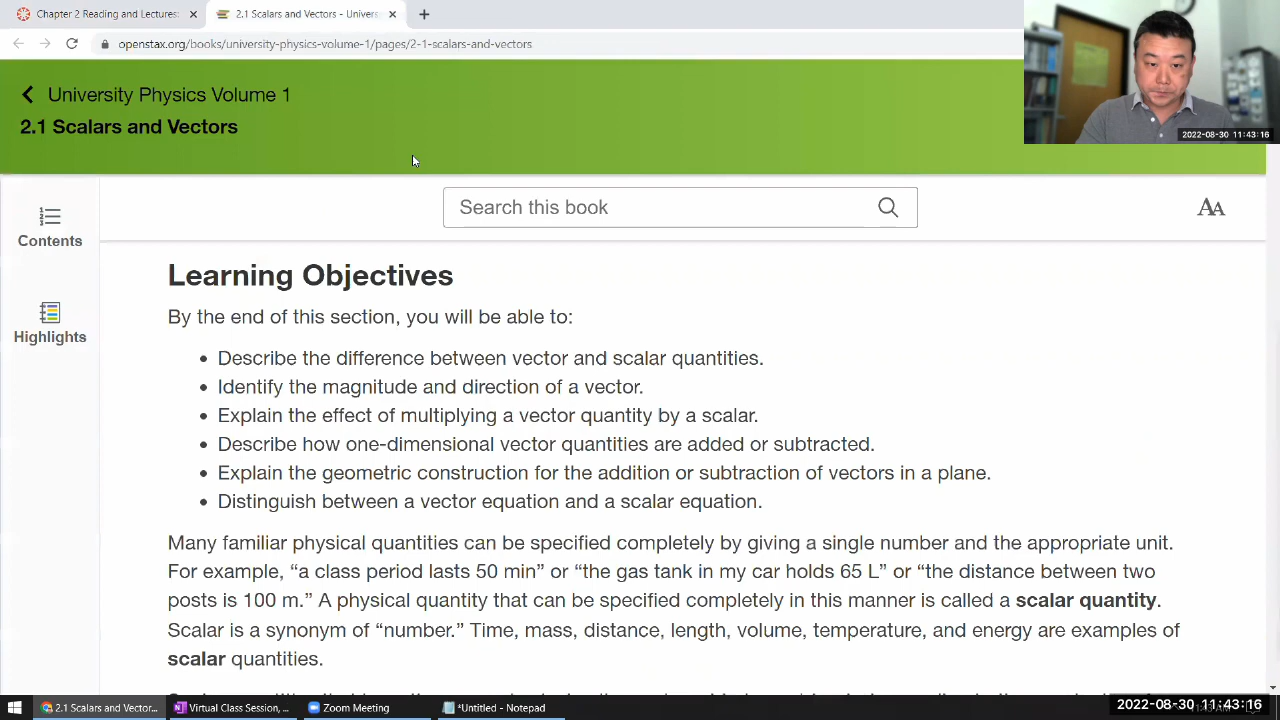 Chapter 2 Reading and Lectures:
2.1 Scalars and Vectors - Univers
openstax.org/books/university-physics-volume-1/pages/2-1-scalars-and-vectors
University Physics Volume 1
2.1 Scalars and Vectors
2022-08-30 11:43:16
Search this book
AA
Contents
Highlights
Learning Objectives
By the end of this section, you will be able to:
• Describe the difference between vector and scalar quantities.
• Identify the magnitude and direction of a vector.
• Explain the effect of multiplying a vector quantity by a scalar.
• Describe how one-dimensional vector quantities are added or subtracted.
• Explain the geometric construction for the addition or subtraction of vectors in a plane.
• Distinguish between a vector equation and a scalar equation.
Many familiar physical quantities can be specified completely by giving a single number and the appropriate unit.
For example, “a class period lasts 50 min” or “the gas tank in my car holds 65 L” or “the distance between two
posts is 100 m.” A physical quantity that can be specified completely in this manner is called a scalar quantity.
Scalar is a synonym of “number.” Time, mass, distance, length, volume, temperature, and energy are examples of
scalar quantities.
2.1 Scalars and Vector...
Virtual Class Session, ...
Zoom Meeting
*Untitled - Notepad
2022-08-30 11:43:16